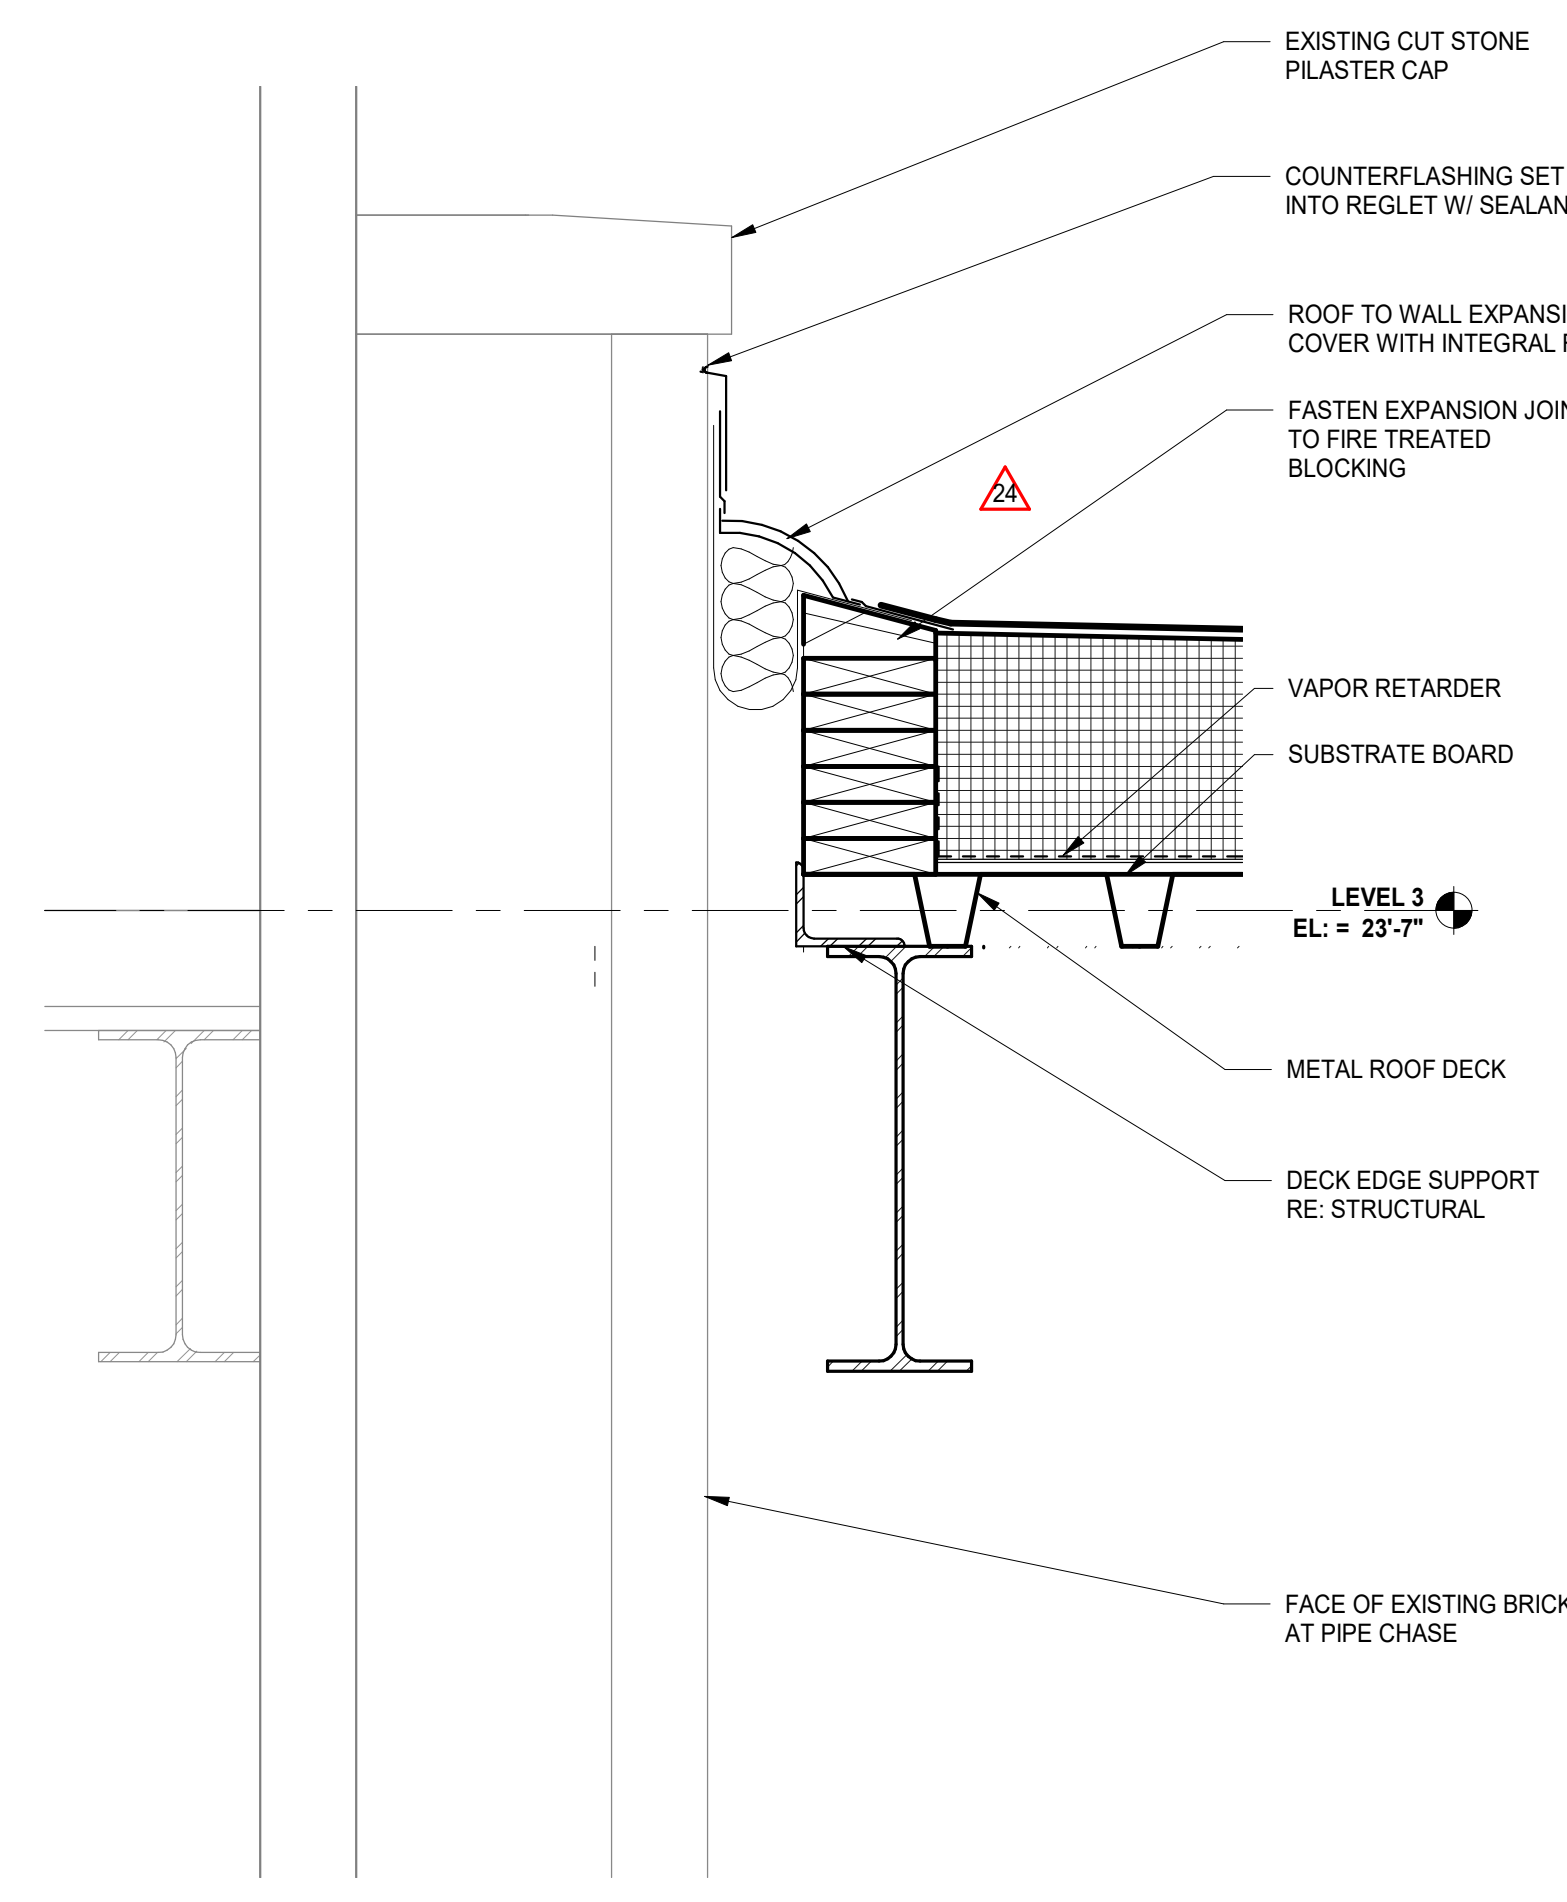 EXISTING CUT STONE
PILASTER CAP
COUNTERFLASHING SET
INTO REGLET W/ SEALAN
ROOF TO WALL EXPANSI
COVER WITH INTEGRAL
FASTEN EXPANSION JOIN
TO FIRE TREATED
BLOCKING
24
VAPOR RETARDER
SUBSTRATE BOARD
LEVEL 3
EL: = 23'-7"
METAL ROOF DECK
DECK EDGE SUPPORT
RE: STRUCTURAL
FACE OF EXISTING BRICK
AT PIPE CHASE